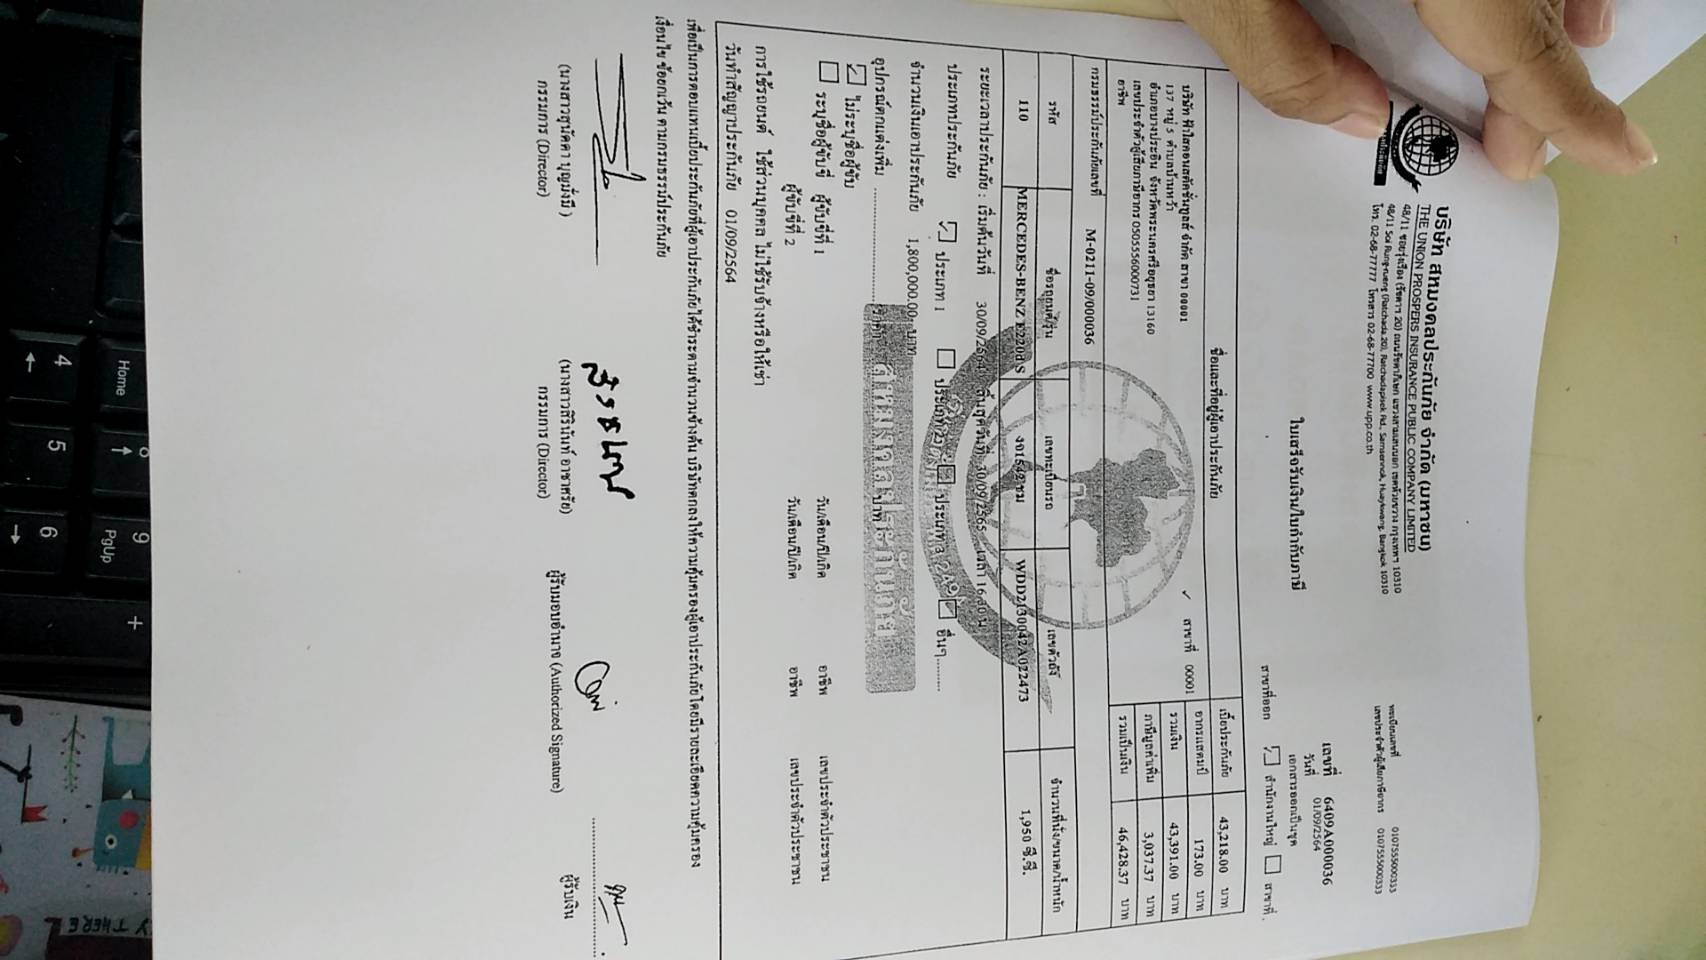 บริษัท สหมงคลประกันภัย จำกัด (มหาชน)
THE UNION PROSPERS INSURANCE PUBLIC COMPANY LIMITED
48/11 ซอยรุ่งเรือง (รัชดาฯ 20) ถนนรัชดาภิเษก แขวงสามเสนนอก เขตห้วยขวาง กรุงเทพฯ 10310
48/11 Soi Rung-rueng (Ratchada 20), Ratchadapisek Rd., Samsennok, Huaykwang, Bangkok 10310
โทร. 02-68-77777 โทรสาร 02-68-77700 www.upp.co.th
ทะเบียนเลขที่ 0107555000333
เลขประจำตัวผู้เสียภาษีอากร 0107555000333
ใบเสร็จรับเงิน/ใบกำกับภาษี
เลขที่ 6409A000036
วันที่ 01/09/2564
เอกสารออกเป็นชุด
สาขาที่ออก สำนักงานใหญ่ สาขาที่
ชื่อและที่อยู่ผู้เอาประกันภัย
บริษัท ฟ้าใสคอนสตัคชั่นทูลส์ จำกัด สาขา 00001
สาขาที่ 00001
137 หมู่ 5 ตำบลบ้านหว้า
อำเภอบางปะอิน จังหวัดพระนครศรีอยุธยา 13160
เลขประจำตัวผู้เสียภาษีอากร 0505556000731
อาชีพ
เบี้ยประกันภัย 43,218.00 บาท
อากรแสตมป์ 173.00 บาท
รวมเงิน 43,391.00 บาท
ภาษีมูลค่าเพิ่ม 3,037.37 บาท
รวมเป็นเงิน 46,428.37 บาท
กรมธรรม์ประกันภัยเลขที่ M-0211-09/000036
รหัส ชื่อรถยนต์/รุ่น เลขทะเบียนรถ เลขตัวถัง จำนวนที่นั่ง/ขนาด/น้ำหนัก
110 MERCEDES-BENZ E220dS งจ1542 ชม WDD2130042A022473 1,950 ซี.ซี.
ระยะเวลาประกันภัย : เริ่มต้นวันที่ 30/09/2564 สิ้นสุดวันที่ 30/09/2565 เวลา 16.30 น.
ประเภทประกันภัย ประเภท 1 ประเภท 2 ประเภท 3 อื่นๆ..........
จำนวนเงินเอาประกันภัย 1,800,000.00 บาท
สหมงคลประกันภัย
อุปกรณ์ตกแต่งเพิ่ม ราคา บาท
ไม่ระบุชื่อผู้ขับ
ระบุชื่อผู้ขับขี่ ผู้ขับขี่ที่ 1 วัน/เดือน/ปี/เกิด อาชีพ เลขประจำตัวประชาชน
ผู้ขับขี่ที่ 2 วัน/เดือน/ปี/เกิด อาชีพ เลขประจำตัวประชาชน
การใช้รถยนต์ ใช้ส่วนบุคคล ไม่ใช้รับจ้างหรือให้เช่า
วันทำสัญญาประกันภัย 01/09/2564
เพื่อเป็นการตอบแทนเบี้ยประกันภัยที่ผู้เอาประกันภัยได้ชำระตามจำนวนข้างต้น บริษัทตกลงให้ความคุ้มครองผู้เอาประกันภัยโดยมีรายละเอียดความคุ้มครอง
เงื่อนไข ข้อยกเว้น ตามกรมธรรม์ประกันภัย
กรรมการ (Director)
(นางสาวสิรินันท์ อาชาศรัย)
กรรมการ (Director)
ผู้รับมอบอำนาจ (Authorized Signature)
ผู้รับเงิน
Home
4
5
6
9
PgUp
+